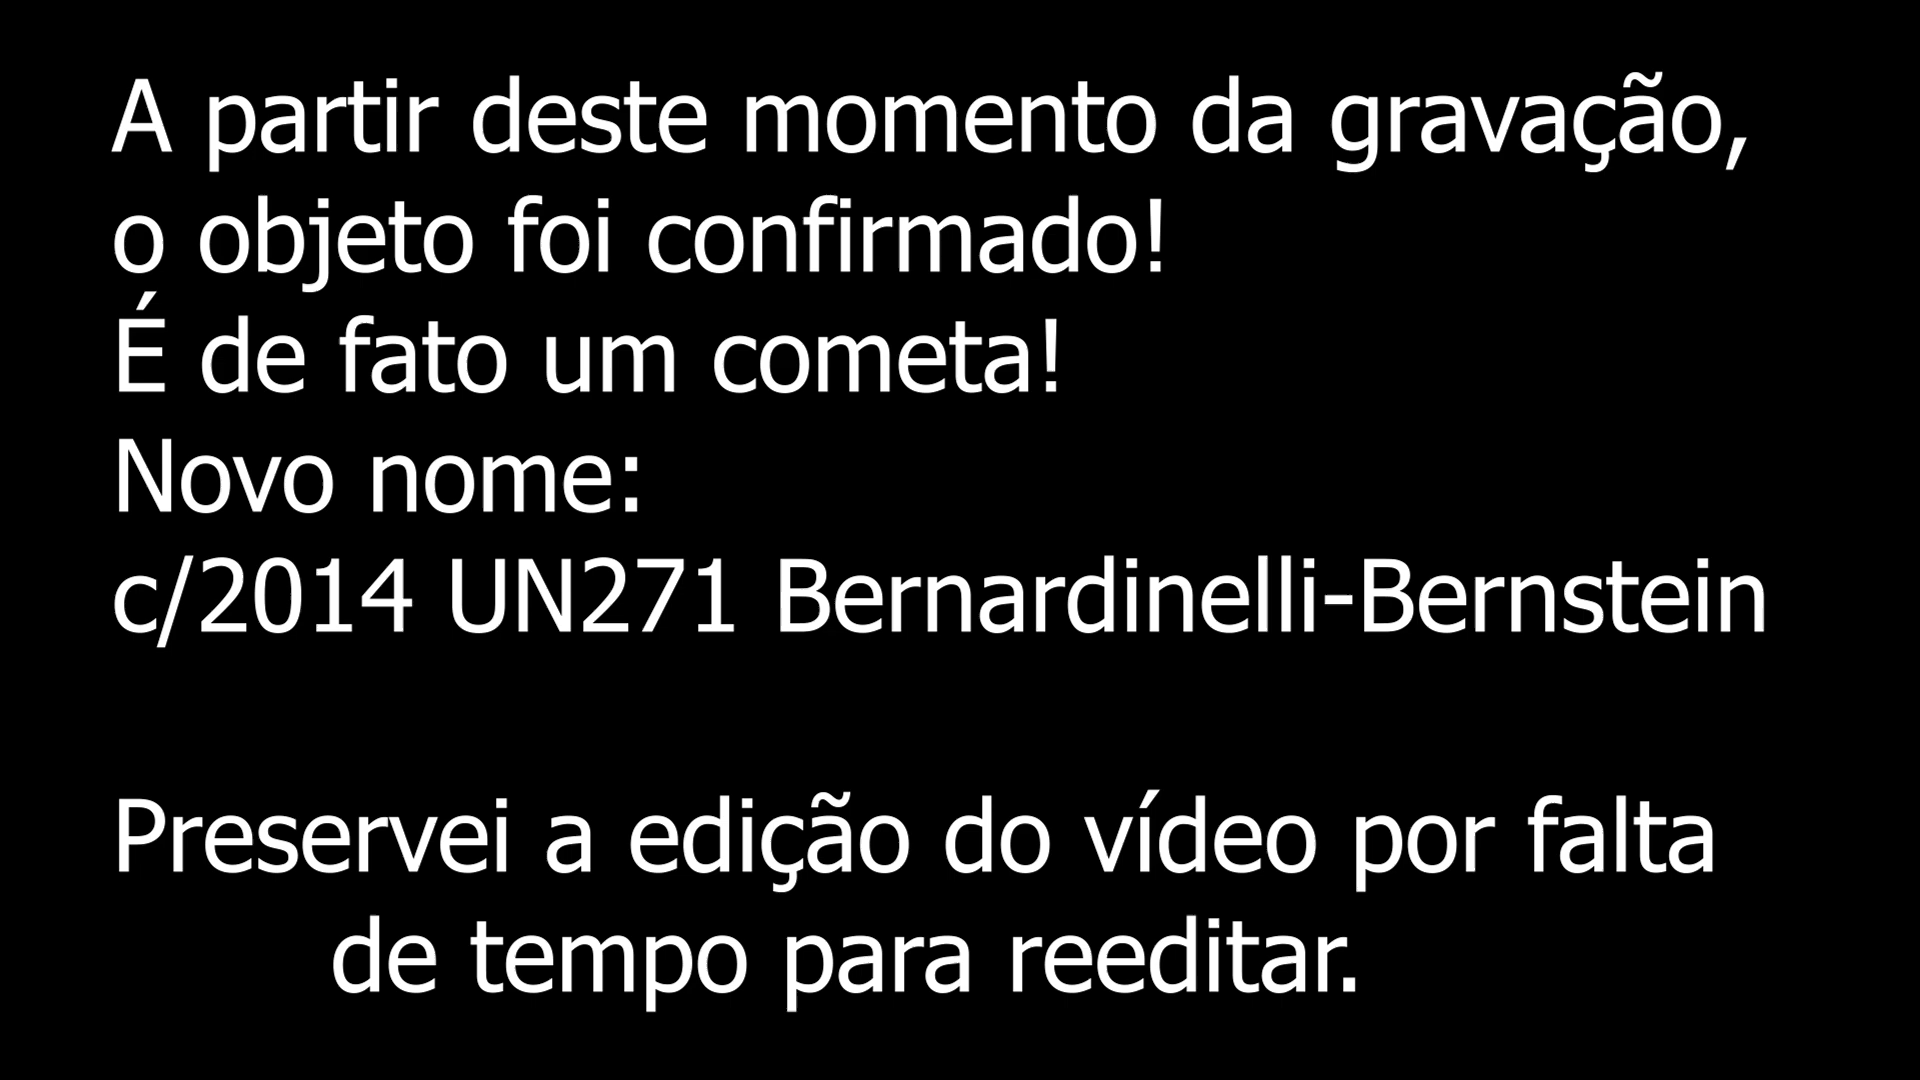 A partir deste momento da gravação,
o objeto foi confirmado!
É de fato um cometa!
Novo nome:
c/2014 UN271 Bernardinelli-Bernstein
Preservei a edição do vídeo por falta
de tempo para reeditar.